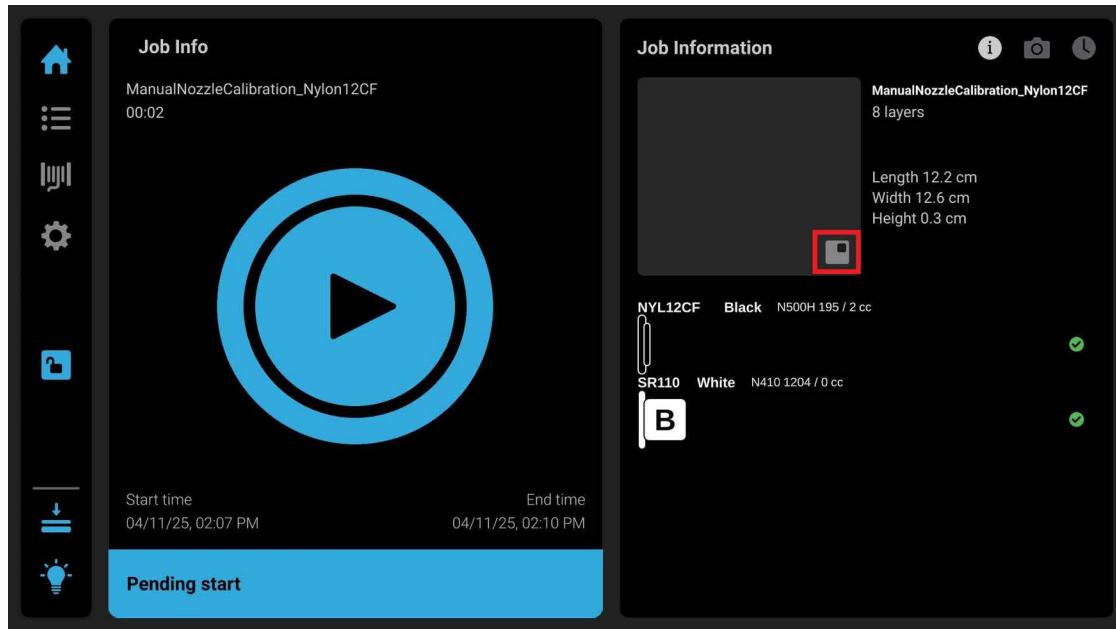 Job Info
ManualNozzleCalibration_Nylon12CF
00:02
Start time
04/11/25, 02:07 PM
End time
04/11/25, 02:10 PM
Pending start
Job Information
i
ManualNozzleCalibration_Nylon12CF
8 layers
Length 12.2 cm
Width 12.6 cm
Height 0.3 cm
NYL12CF Black N500H 195 / 2 cc
SR110 White N410 1204 / 0 cc
B